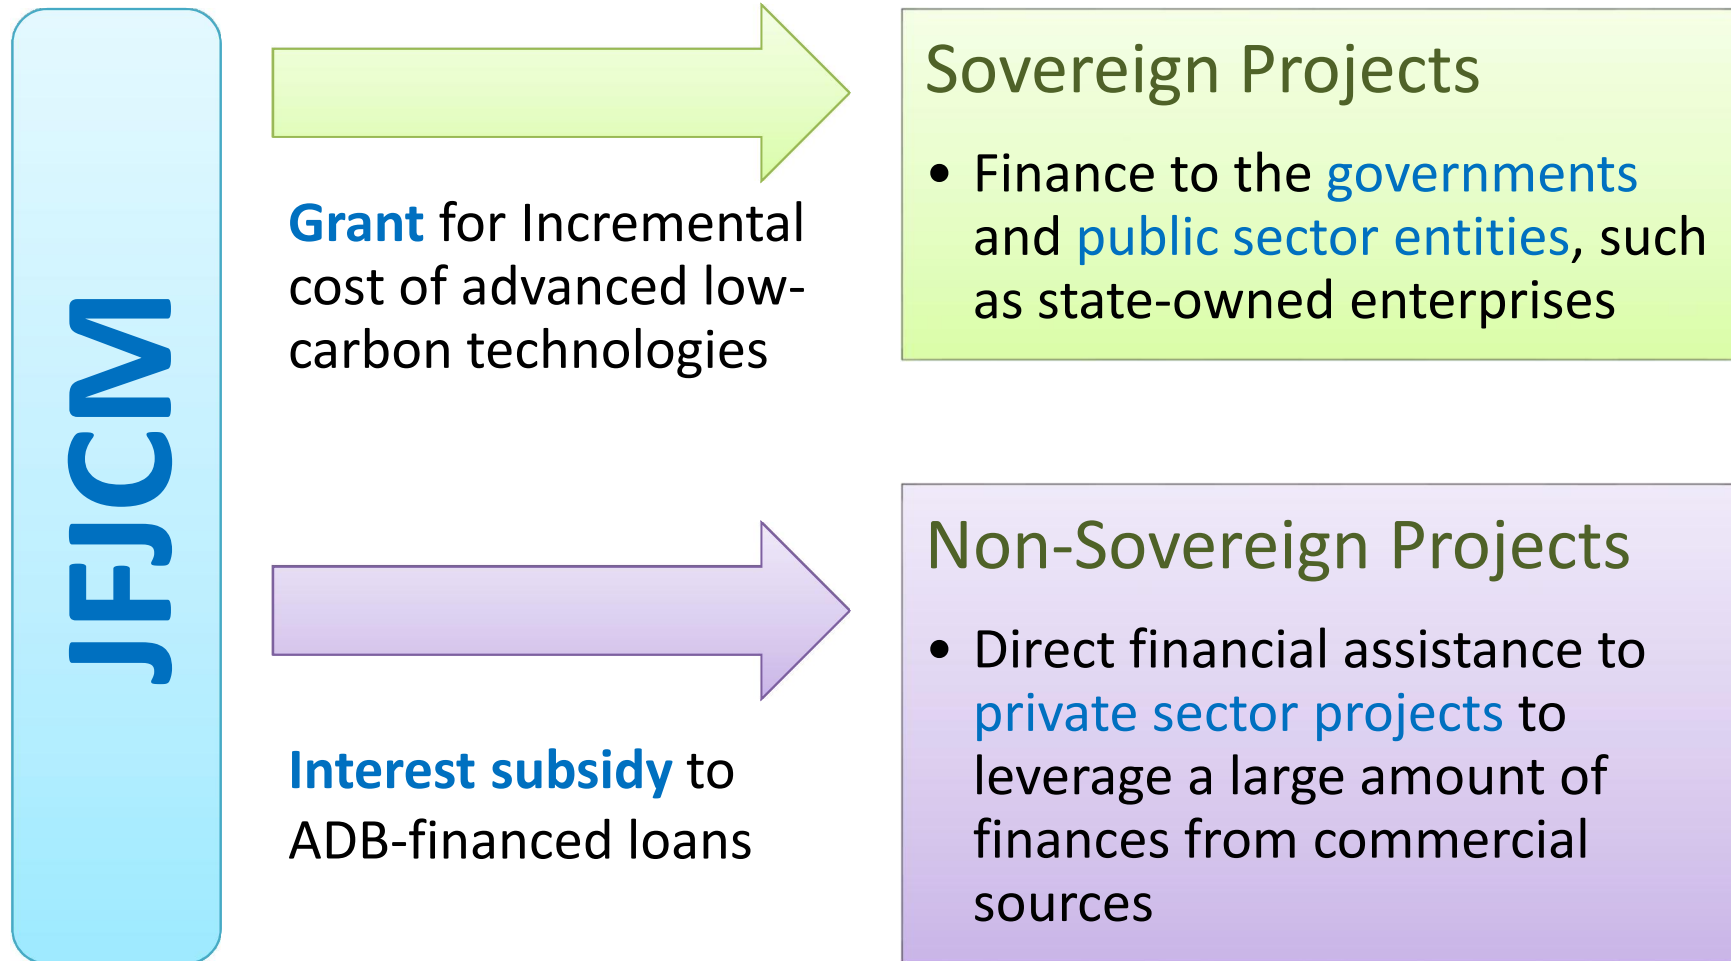 JFJCM
Grant for Incremental
cost of advanced low-
carbon technologies
Sovereign Projects
• Finance to the governments
and public sector entities, such
as state-owned enterprises
Interest subsidy to
ADB-financed loans
Non-Sovereign Projects
• Direct financial assistance to
private sector projects to
leverage a large amount of
finances from commercial
sources